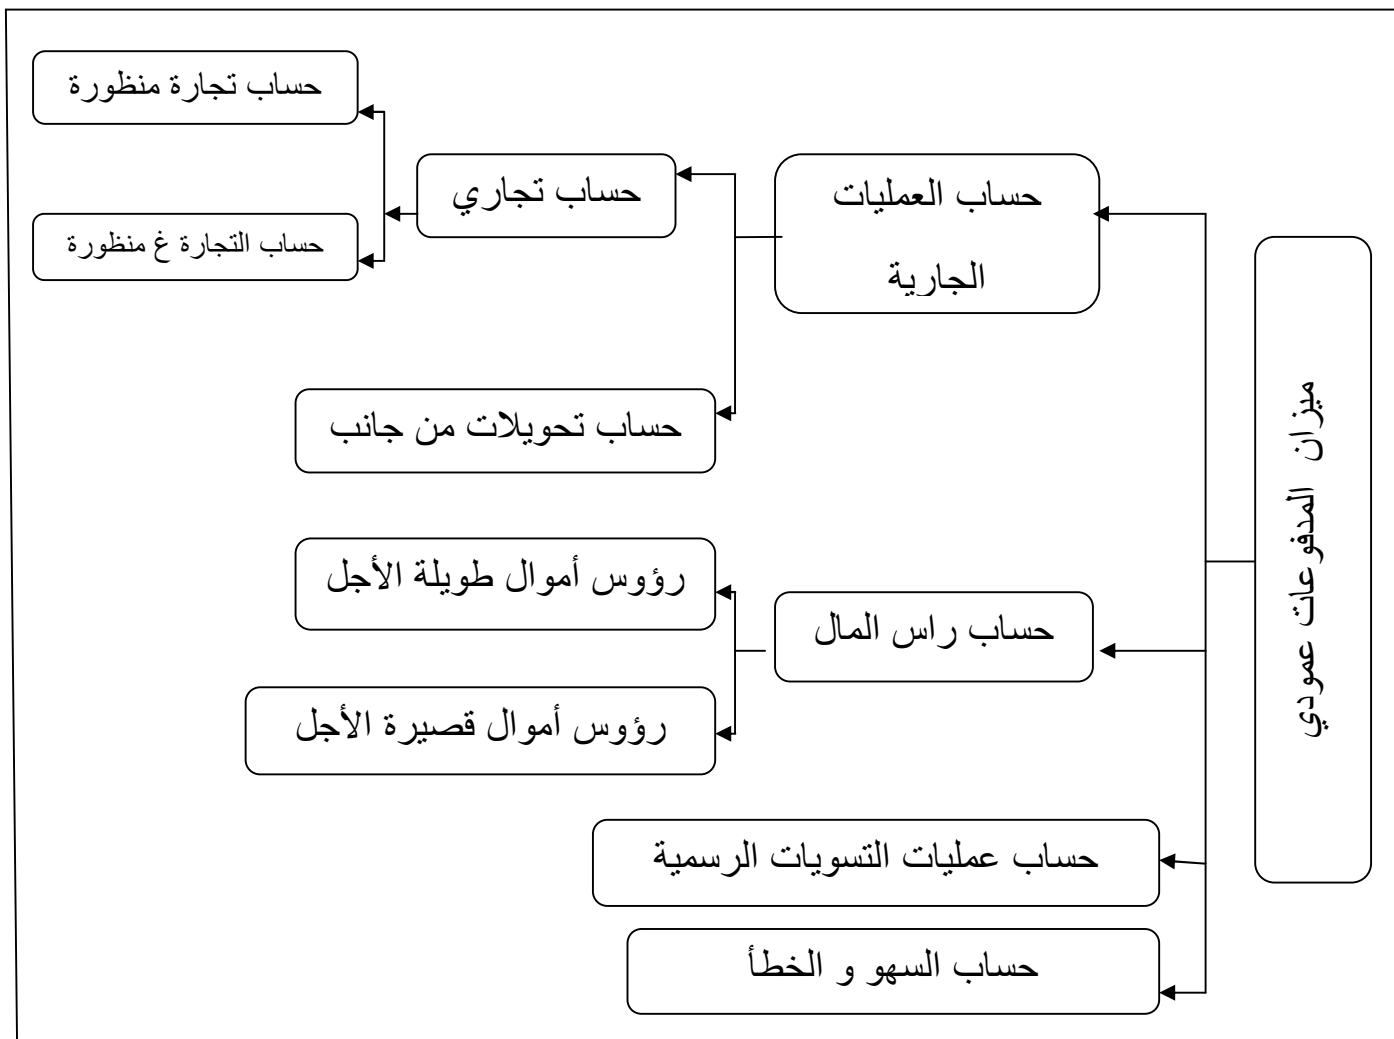 ميزان المدفوعات عمودي
حساب العمليات
الجارية
حساب تجاري
حساب تجارة منظورة
حساب التجارة غ منظورة
حساب تحويلات من جانب
حساب راس المال
رؤوس أموال طويلة الأجل
رؤوس أموال قصيرة الأجل
حساب عمليات التسويات الرسمية
حساب السهو و الخطأ